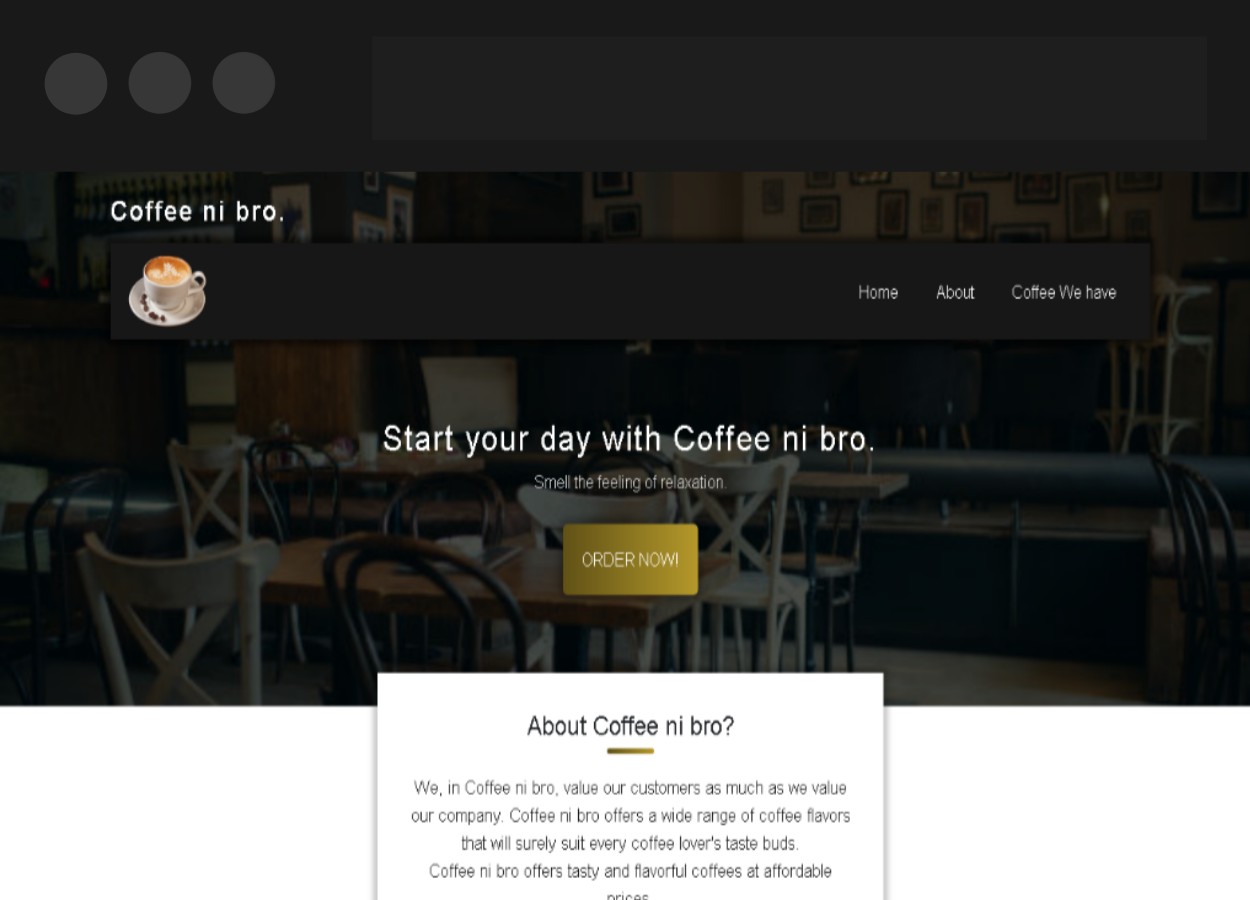 Coffee ni bro.
Home About Coffee We have
Start your day with Coffee ni bro.
Smell the feeling of relaxation.
ORDER NOW!
About Coffee ni bro?
We, in Coffee ni bro, value our customers as much as we value
our company. Coffee ni bro offers a wide range of coffee flavors
that will surely suit every coffee lover's taste buds.
Coffee ni bro offers tasty and flavorful coffees at affordable
prices.